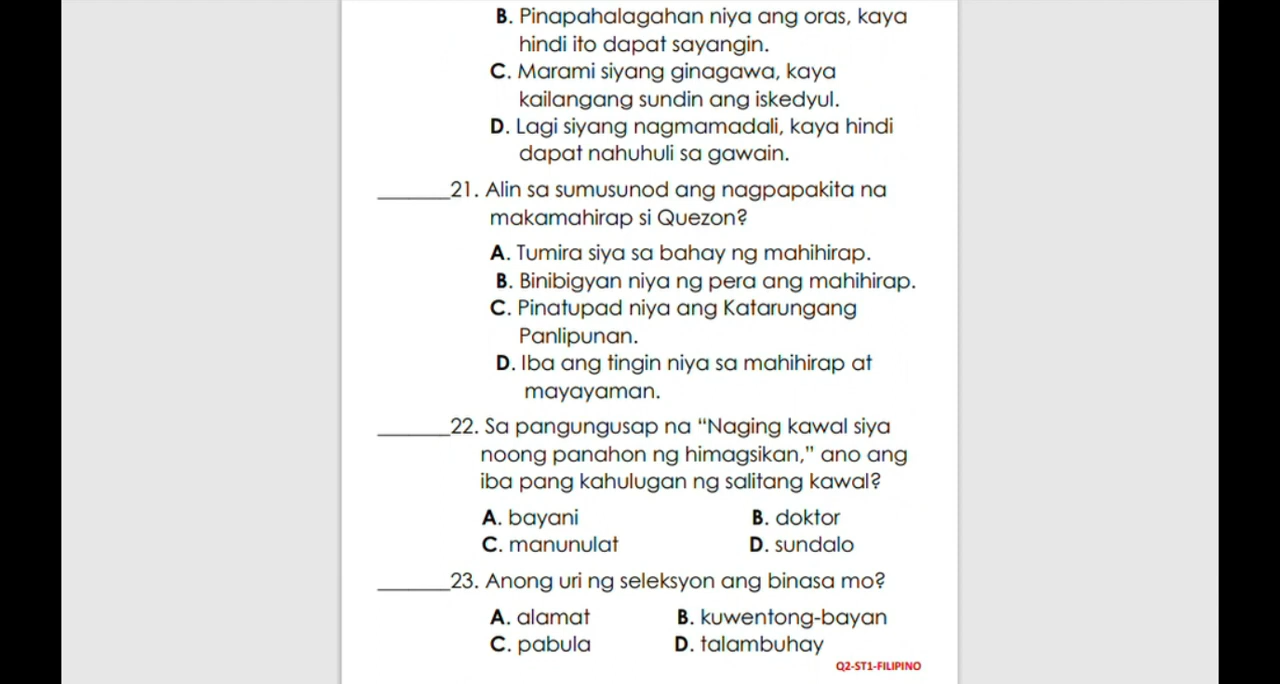 B. Pinapahalagahan niya ang oras, kaya
hindi ito dapat sayangin.
C. Marami siyang ginagawa, kaya
kailangang sundin ang iskedyul.
D. Lagi siyang nagmamadali, kaya hindi
dapat nahuhuli sa gawain.
______21. Alin sa sumusunod ang nagpapakita na
makamahirap si Quezon?
A. Tumira siya sa bahay ng mahihirap.
B. Binibigyan niya ng pera ang mahihirap.
C. Pinatupad niya ang Katarungang
Panlipunan.
D. Iba ang tingin niya sa mahihirap at
mayayaman.
______22. Sa pangungusap na “Naging kawal siya
noong panahon ng himagsikan,” ano ang
iba pang kahulugan ng salitang kawal?
A. bayani B. doktor
C. manunulat D. sundalo
______23. Anong uri ng seleksyon ang binasa mo?
A. alamat B. kuwentong-bayan
C. pabula D. talambuhay
Q2-ST1-FILIPINO